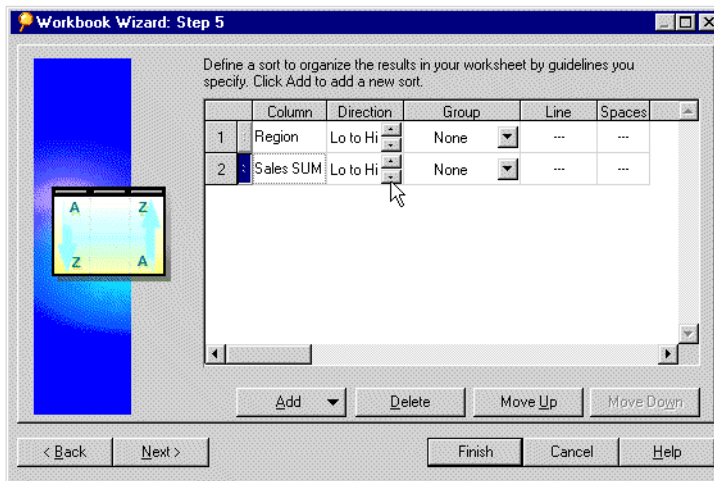 Workbook Wizard: Step 5
Define a sort to organize the results in your worksheet by guidelines you
specify. Click Add to add a new sort.
Column Direction Group Line Spaces
1 Region Lo to Hi None --- ---
2 Sales SUM Lo to Hi None --- ---
A Z
Z A
Add Delete Move Up Move Down
< Back Next > Finish Cancel Help